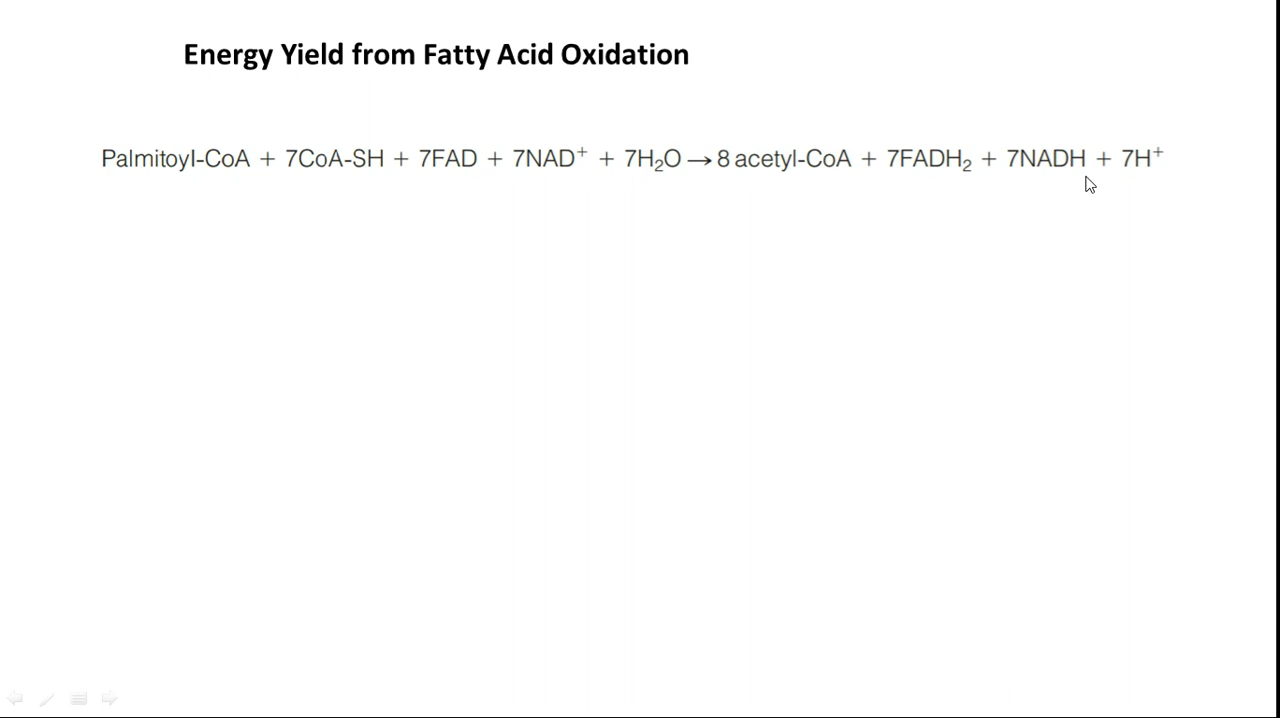 Energy Yield from Fatty Acid Oxidation
Palmitoyl-CoA + 7CoA-SH + 7FAD + 7NAD⁺ + 7H₂O → 8 acetyl-CoA + 7FADH₂ + 7NADH + 7H⁺